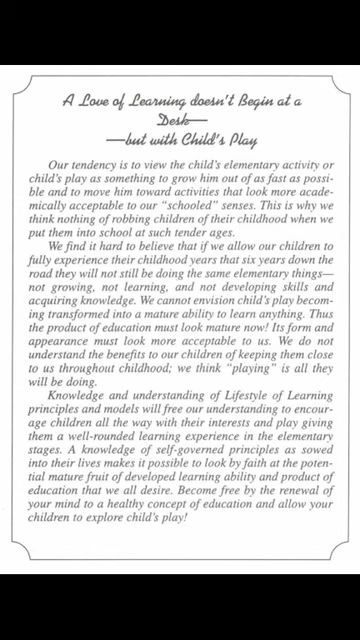 A Love of Learning doesn't Begin at a
Desk—
—but with Child's Play
Our tendency is to view the child's elementary activity or
child's play as something to grow him out of as fast as possi-
ble and to move him toward activities that look more acade-
mically acceptable to our "schooled" senses. This is why we
think nothing of robbing children of their childhood when we
put them into school at such tender ages.
We find it hard to believe that if we allow our children to
fully experience their childhood years that six years down the
road they will not still be doing the same elementary things—
not growing, not learning, and not developing skills and
acquiring knowledge. We cannot envision child's play becom-
ing transformed into a mature ability to learn anything. Thus
the product of education must look mature now! Its form and
appearance must look more acceptable to us. We do not
understand the benefits to our children of keeping them close
to us throughout childhood; we think "playing" is all they
will be doing.
Knowledge and understanding of Lifestyle of Learning
principles and models will free our understanding to encour-
age children all the way with their interests and play giving
them a well-rounded learning experience in the elementary
stages. A knowledge of self-governed principles as sowed
into their lives makes it possible to look by faith at the poten-
tial mature fruit of developed learning ability and product of
education that we all desire. Become free by the renewal of
your mind to a healthy concept of education and allow your
children to explore child's play!